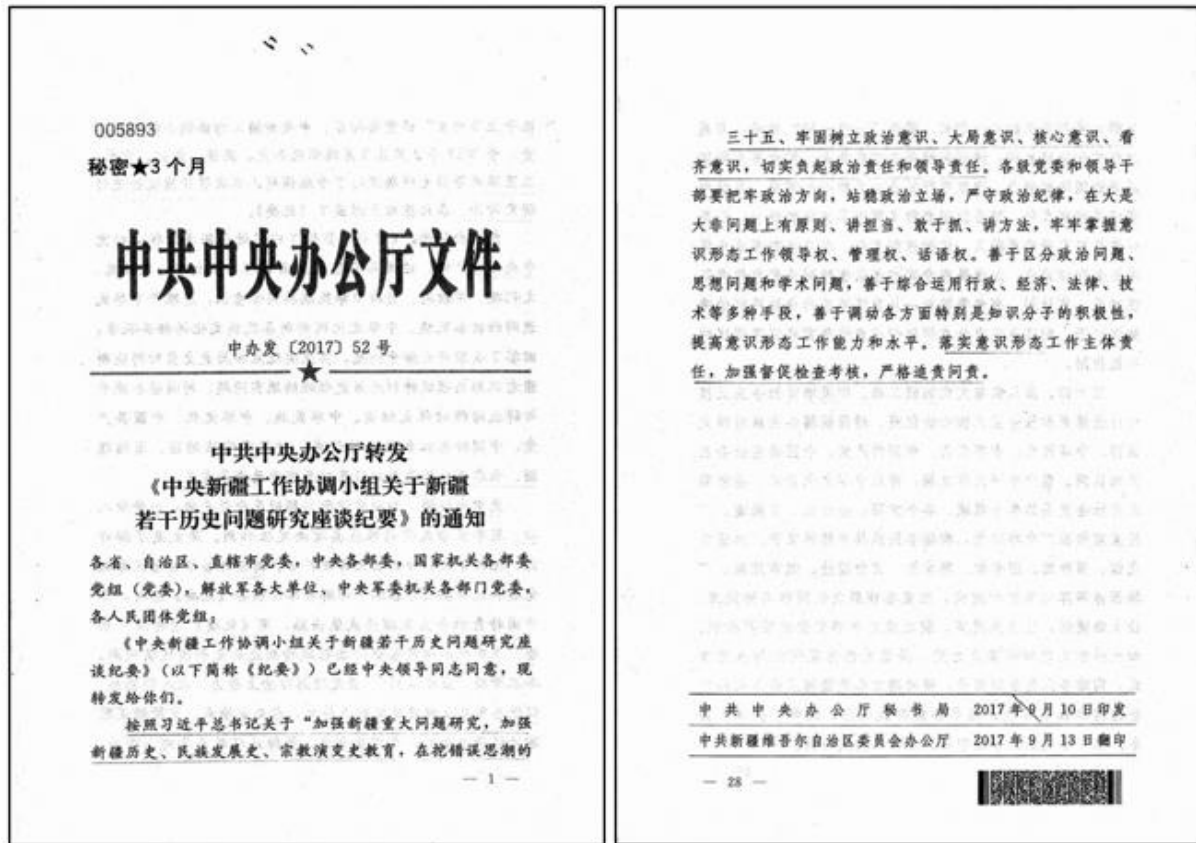 005893
秘密★3个月
中共中央办公厅文件
中办发〔2017〕52号
中共中央办公厅转发
《中央新疆工作协调小组关于新疆
若干历史问题研究座谈纪要》的通知
各省、自治区、直辖市党委，中央各部委，国家机关各部委
党组（党委），解放军各大单位、中央军委机关各部门党委，
各人民团体党组：
《中央新疆工作协调小组关于新疆若干历史问题研究座
谈纪要》（以下简称《纪要》）已经中央领导同志同意，现
转发给你们。
按照习近平总书记关于“加强新疆重大问题研究，加强
新疆历史、民族发展史、宗教演变史教育，在挖错误思潮的
— 1 —
三十五、牢固树立政治意识、大局意识、核心意识、看
齐意识，切实负起政治责任和领导责任。各级党委和领导干
部要把牢政治方向，站稳政治立场，严守政治纪律，在大是
大非问题上有原则、讲担当、敢于抓、讲方法，牢牢掌握意
识形态工作领导权、管理权、话语权。善于区分政治问题、
思想问题和学术问题，善于综合运用行政、经济、法律、技
术等多种手段，善于调动各方面特别是知识分子的积极性，
提高意识形态工作能力和水平。落实意识形态工作主体责
任，加强督促检查考核，严格追责问责。
中共中央办公厅秘书局 2017年9月10日印发
中共新疆维吾尔自治区委员会办公厅 2017年9月13日翻印
— 28 —